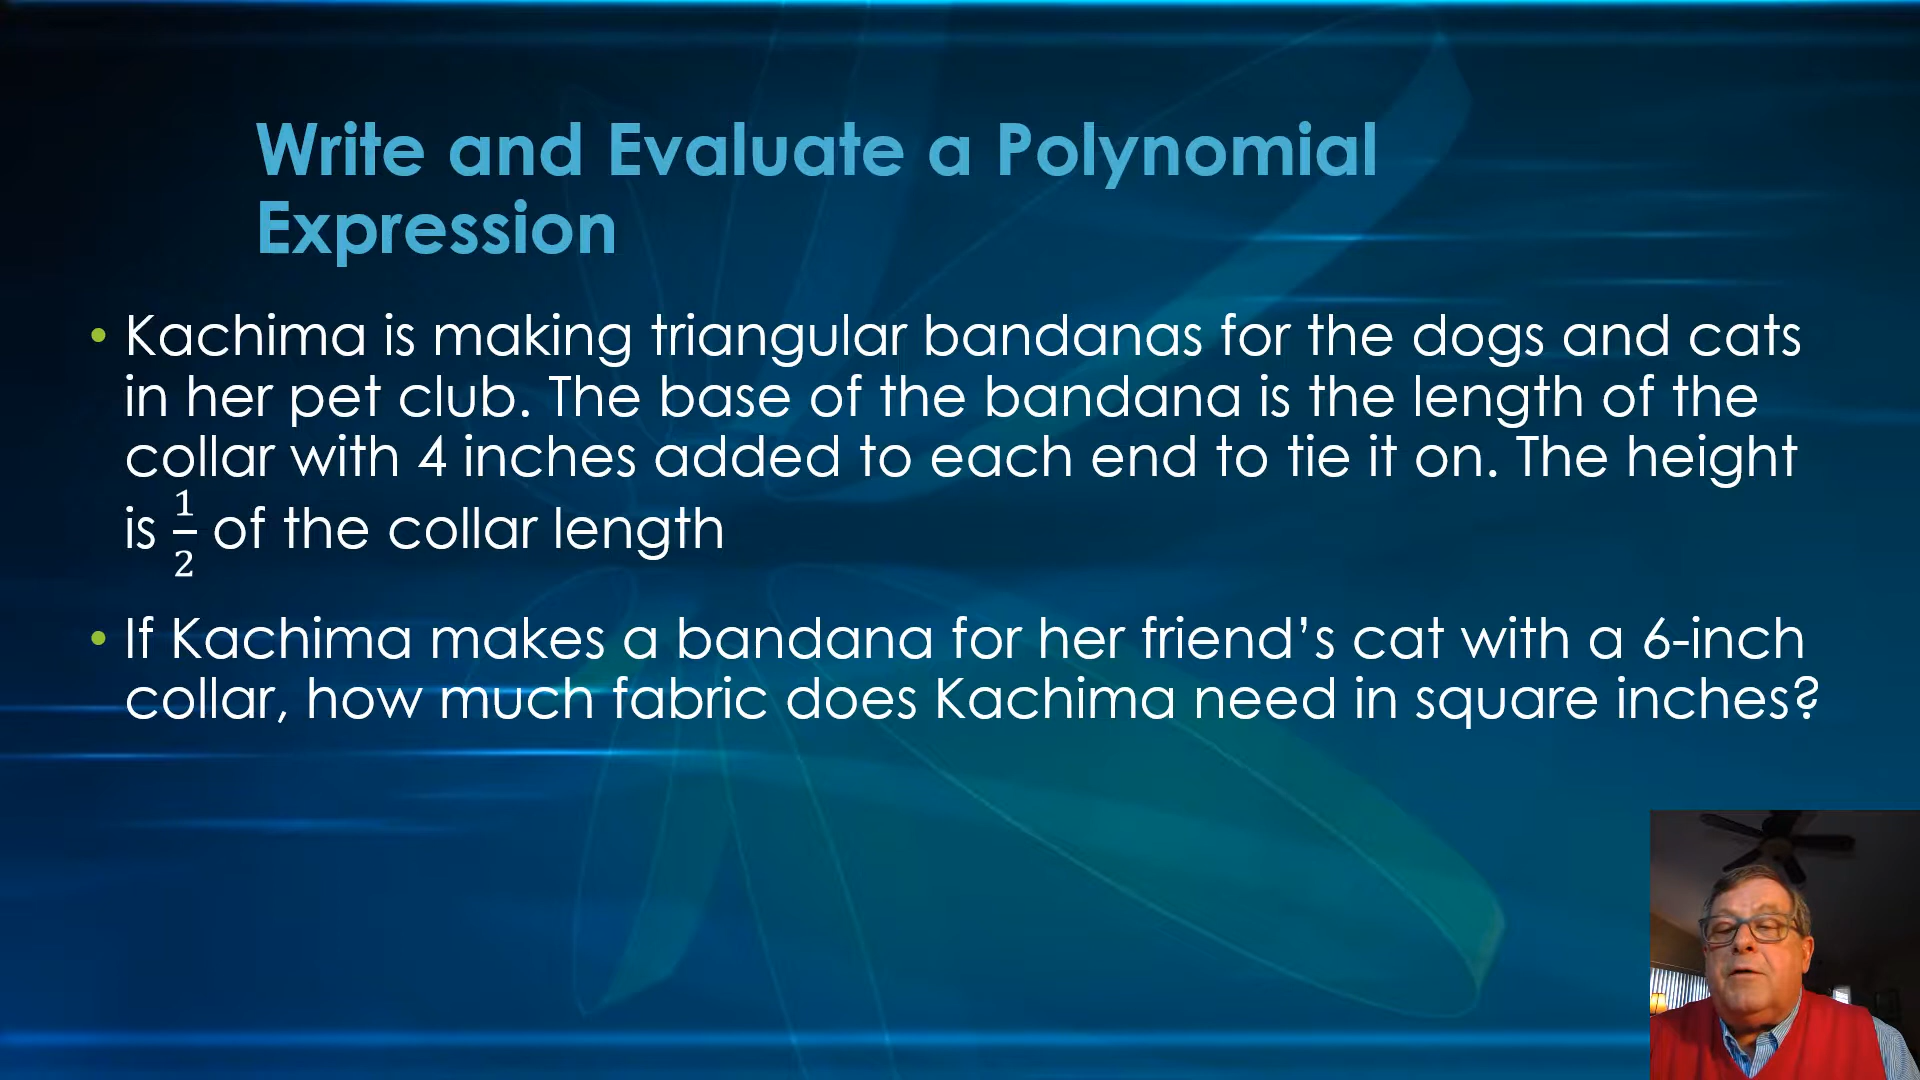 Write and Evaluate a Polynomial
Expression
• Kachima is making triangular bandanas for the dogs and cats
in her pet club. The base of the bandana is the length of the
collar with 4 inches added to each end to tie it on. The height
is 1/2 of the collar length
• If Kachima makes a bandana for her friend’s cat with a 6-inch
collar, how much fabric does Kachima need in square inches?